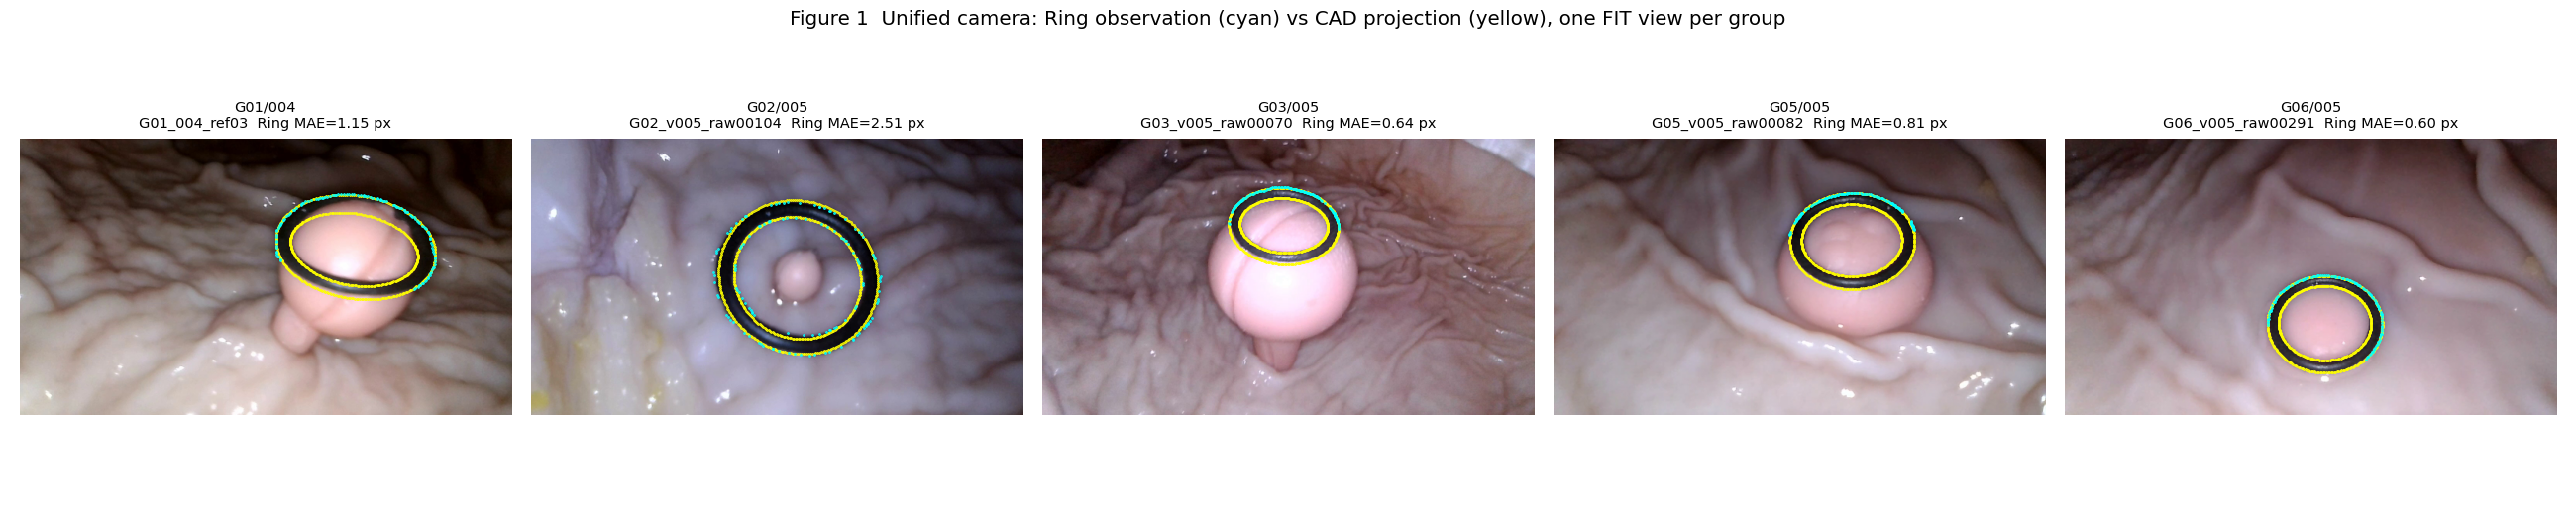 Figure 1  Unified camera: Ring observation (cyan) vs CAD projection (yellow), one FIT view per group
G01/004
G01_004_ref03  Ring MAE=1.15 px
G02/005
G02_v005_raw00104  Ring MAE=2.51 px
G03/005
G03_v005_raw00070  Ring MAE=0.64 px
G05/005
G05_v005_raw00082  Ring MAE=0.81 px
G06/005
G06_v005_raw00291  Ring MAE=0.60 px